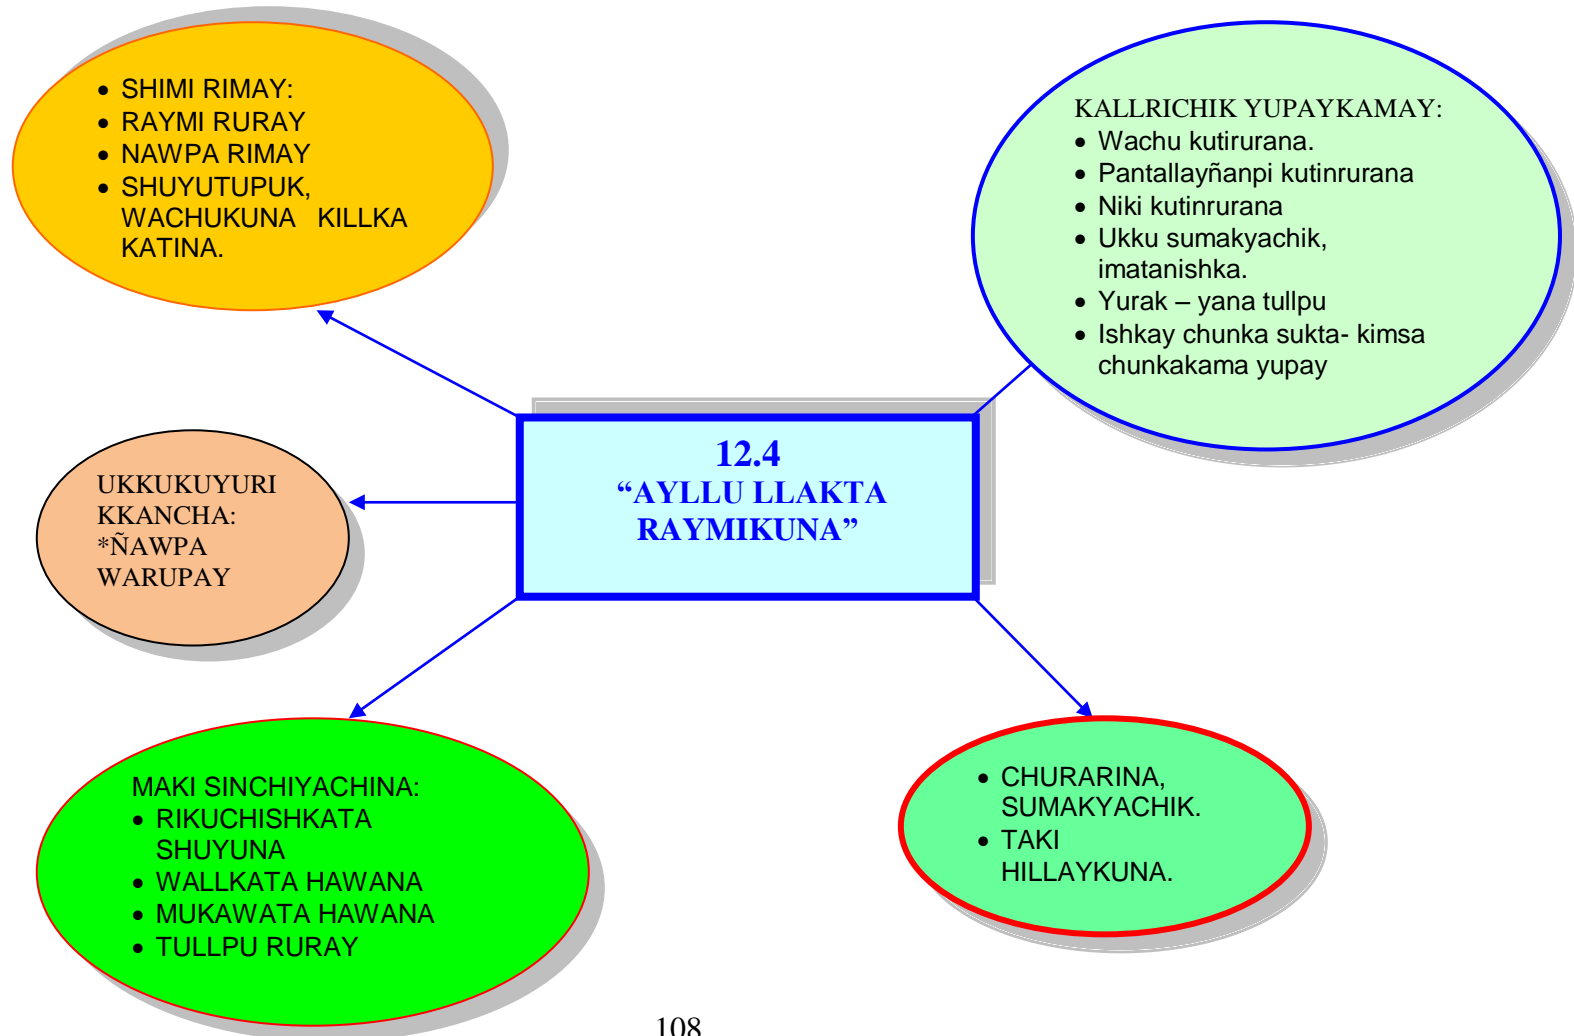 • SHIMI RIMAY:
• RAYMI RURAY
• NAWPA RIMAY
• SHUYUTUPUK,
WACHUKUNA KILLKA
KATINA.
KALLRICHIK YUPAYKAMAY:
• Wachu kutirurana.
• Pantallayñanpi kutinrurana
• Niki kutinrurana
• Ukku sumakyachik,
imatanishka.
• Yurak – yana tullpu
• Ishkay chunka sukta- kimsa
chunkakama yupay
12.4
“AYLLU LLAKTA
RAYMIKUNA”
UKKUKUYURI
KKANCHA:
*ÑAWPA
WARUPAY
MAKI SINCHIYACHINA:
• RIKUCHISHKATA
SHUYUNA
• WALLKATA HAWANA
• MUKAWATA HAWANA
• TULLPU RURAY
• CHURARINA,
SUMAKYACHIK.
• TAKI
HILLAYKUNA.
108